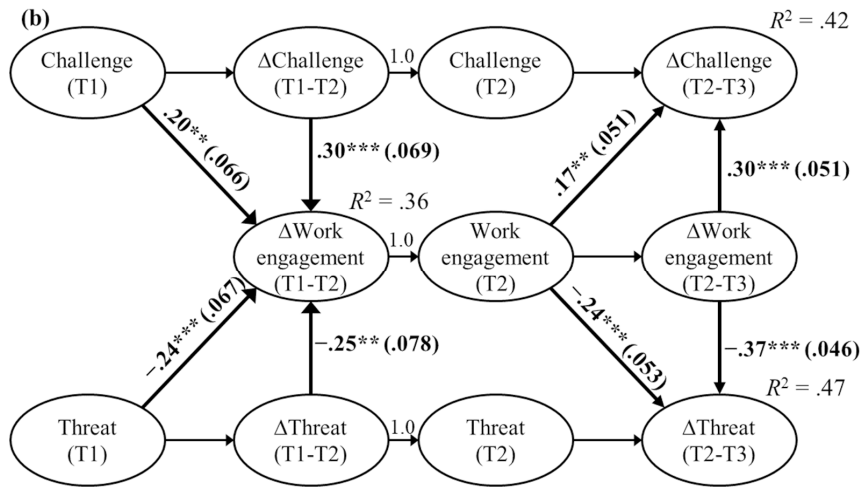 (b)
R² = .42
Challenge
(T1)
ΔChallenge
(T1-T2)
1.0
Challenge
(T2)
ΔChallenge
(T2-T3)
.20** (.066)
.30*** (.069)
.17** (.051)
.30*** (.051)
R² = .36
ΔWork
engagement
(T1-T2)
1.0
Work
engagement
(T2)
ΔWork
engagement
(T2-T3)
−.24*** (.067)
−.25** (.078)
−.24*** (.053)
−.37*** (.046)
R² = .47
Threat
(T1)
ΔThreat
(T1-T2)
1.0
Threat
(T2)
ΔThreat
(T2-T3)